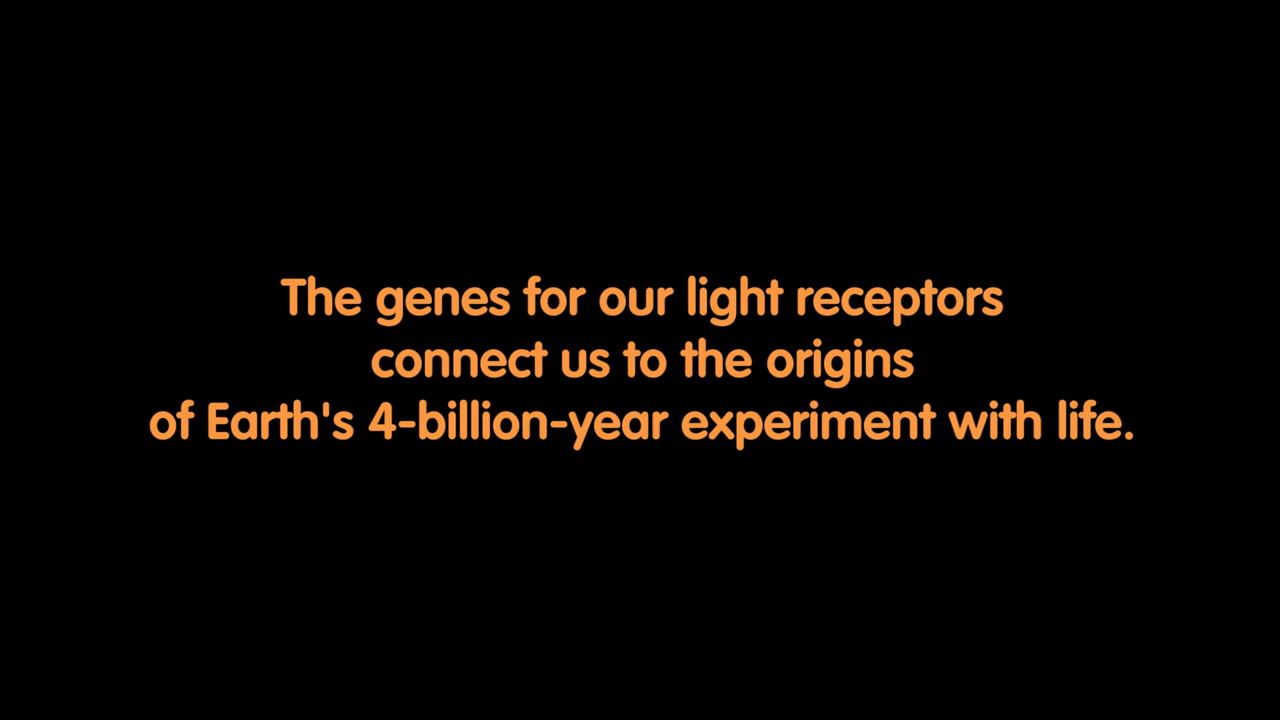 The genes for our light receptors
connect us to the origins
of Earth's 4-billion-year experiment with life.